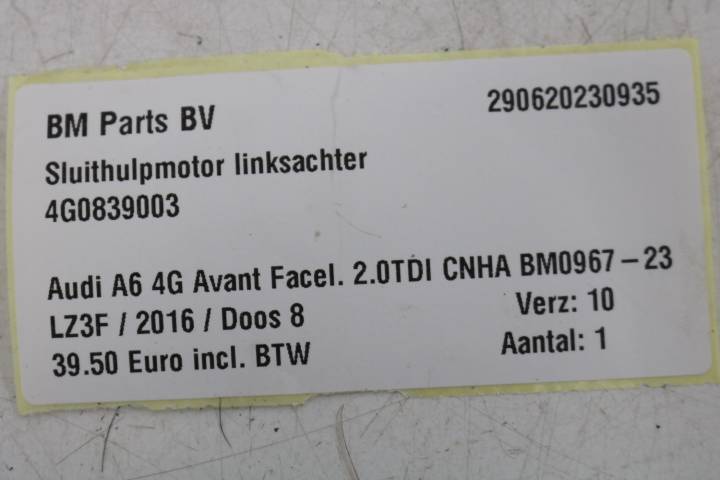 BM Parts BV 290620230935
Sluithulpmotor linksachter
4G0839003
Audi A6 4G Avant Facel. 2.0TDI CNHA BM0967-23
LZ3F / 2016 / Doos 8 Verz: 10
39.50 Euro incl. BTW Aantal: 1